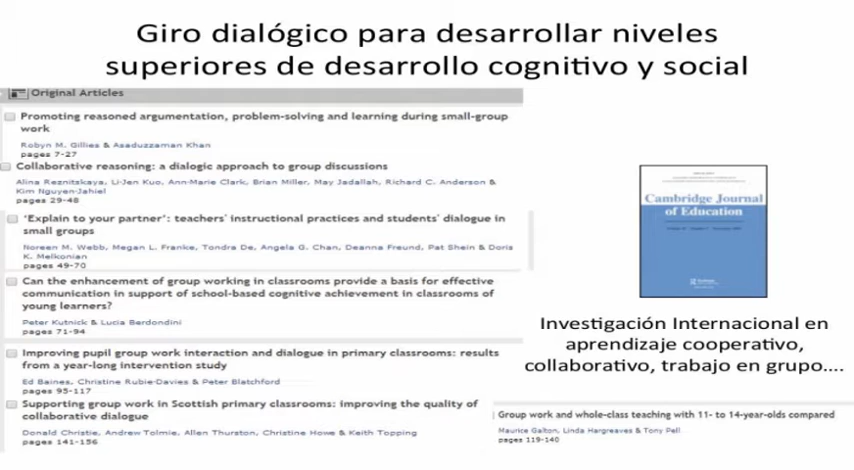 Giro dialógico para desarrollar niveles
superiores de desarrollo cognitivo y social
Original Articles
Promoting reasoned argumentation, problem-solving and learning during small-group
work
Robyn M. Gillies & Asaduzzaman Khan
pages 7-27
Collaborative reasoning: a dialogic approach to group discussions
Alina Reznitskaya, Li-Jen Kuo, Ann-Marie Clark, Brian Miller, May Jadallah, Richard C. Anderson &
Kim Nguyen-Jahiel
pages 29-48
'Explain to your partner': teachers' instructional practices and students' dialogue in
small groups
Noreen M. Webb, Megan L. Franke, Tondra De, Angela G. Chan, Deanna Freund, Pat Shein & Doris
K. Melkonian
pages 49-70
Can the enhancement of group working in classrooms provide a basis for effective
communication in support of school-based cognitive achievement in classrooms of
young learners?
Peter Kutnick & Lucia Berdondini
pages 71-94
Improving pupil group work interaction and dialogue in primary classrooms: results
from a year-long intervention study
Ed Baines, Christine Rubie-Davies & Peter Blatchford
pages 95-117
Supporting group work in Scottish primary classrooms: improving the quality of
collaborative dialogue
Donald Christie, Andrew Tolmie, Allen Thurston, Christine Howe & Keith Topping
pages 141-156
Cambridge Journal
of Education
Investigación Internacional en
aprendizaje cooperativo,
collaborativo, trabajo en grupo....
Group work and whole-class teaching with 11- to 14-year-olds compared
Maurice Galton, Linda Hargreaves & Tony Pell
pages 119-140